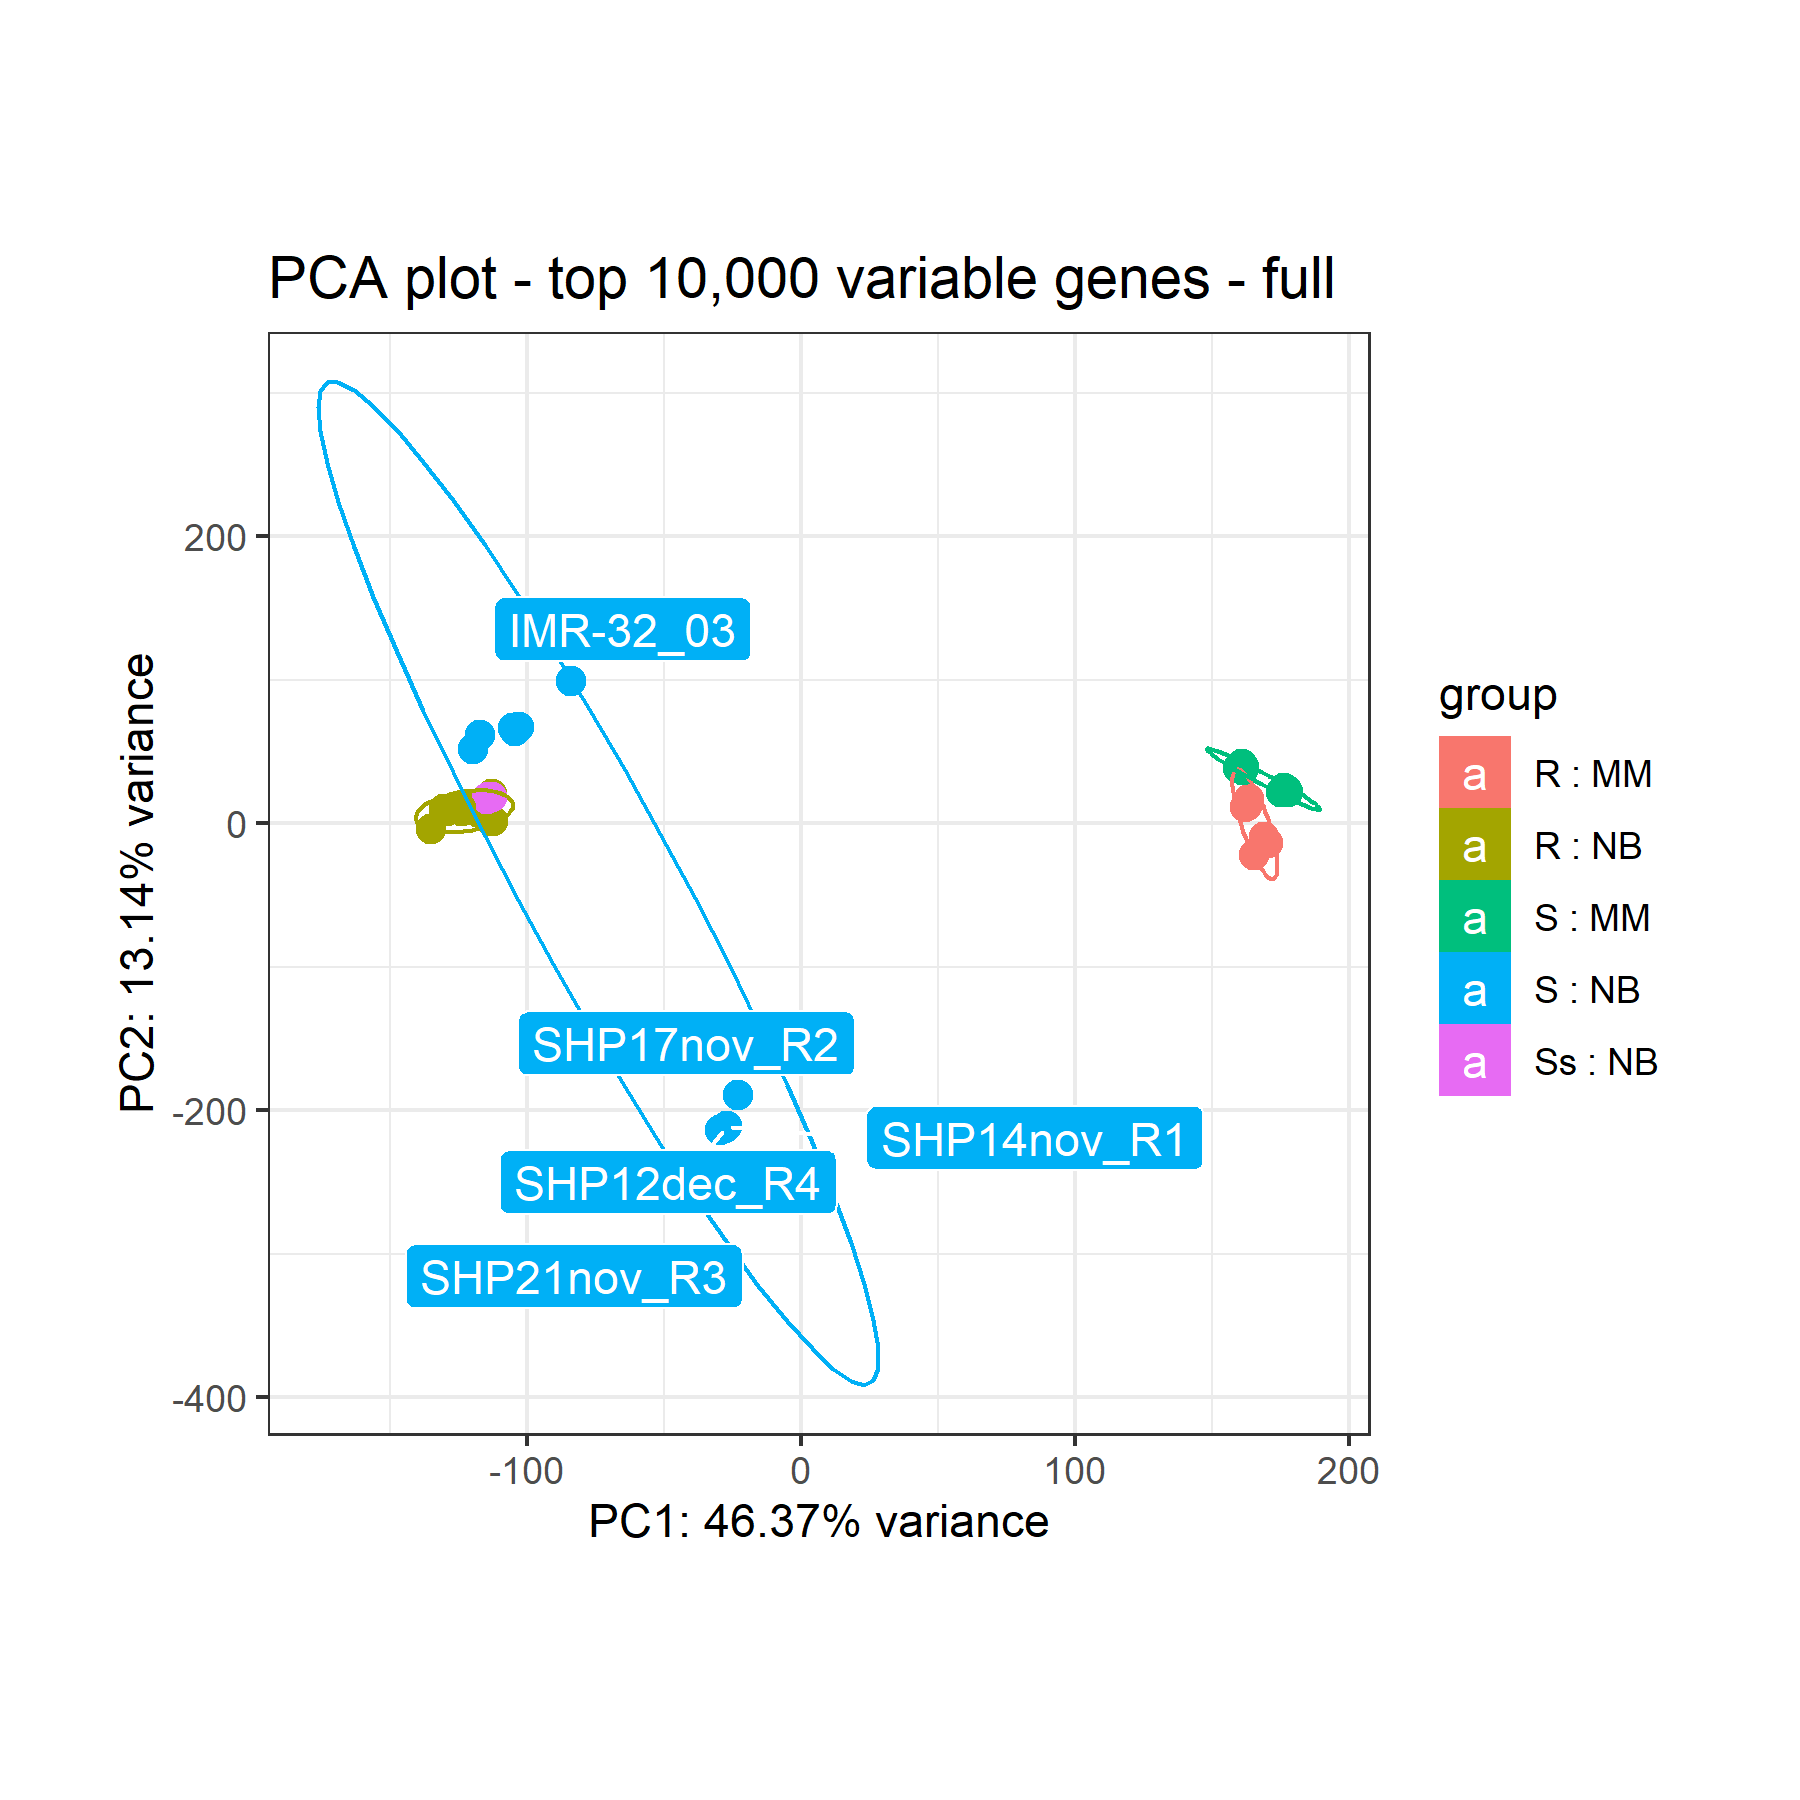 PCA plot - top 10,000 variable genes - full
PC2: 13.14% variance
200
0
-200
-400
IMR-32_03
SHP17nov_R2
SHP14nov_R1
SHP12dec_R4
SHP21nov_R3
-100
0
100
200
PC1: 46.37% variance
group
a R : MM
a R : NB
a S : MM
a S : NB
a Ss : NB